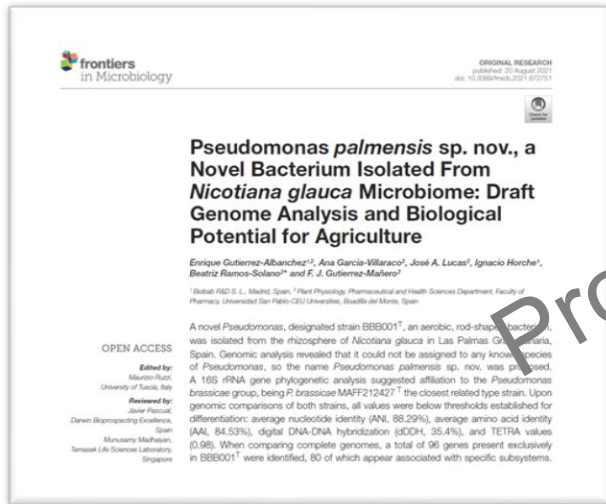 frontiers
in Microbiology
ORIGINAL RESEARCH
published: 20 August 2021
doi: 10.3389/fmicb.2021.672751
Check for
updates
Pseudomonas palmensis sp. nov., a
Novel Bacterium Isolated From
Nicotiana glauca Microbiome: Draft
Genome Analysis and Biological
Potential for Agriculture
Enrique Gutierrez-Albanchez¹,², Ana García-Villaraco², José A. Lucas², Ignacio Horche¹,
Beatriz Ramos-Solano²* and F. J. Gutierrez-Mañero²
¹ Biobab R&D S. L., Madrid, Spain, ² Plant Physiology, Pharmaceutical and Health Sciences Department, Faculty of
Pharmacy, Universidad San Pablo-CEU Universities, Boadilla del Monte, Spain
OPEN ACCESS
Edited by:
Maurizio Ruzzi,
University of Tuscia, Italy
Reviewed by:
Javier Pascual,
Darwin Bioprospecting Excellence,
Spain
Munusamy Madhaiyan,
Temasek Life Sciences Laboratory,
Singapore
A novel Pseudomonas, designated strain BBB001ᵀ, an aerobic, rod-shaped bacterium,
was isolated from the rhizosphere of Nicotiana glauca in Las Palmas Gran Canaria,
Spain. Genomic analysis revealed that it could not be assigned to any known species
of Pseudomonas, so the name Pseudomonas palmensis sp. nov. was proposed.
A 16S rRNA gene phylogenetic analysis suggested affiliation to the Pseudomonas
brassicae group, being P. brassicae MAFF212427 ᵀ the closest related type strain. Upon
genomic comparisons of both strains, all values were below thresholds established for
differentiation: average nucleotide identity (ANI, 88.29%), average amino acid identity
(AAI, 84.53%), digital DNA-DNA hybridization (dDDH, 35.4%), and TETRA values
(0.98). When comparing complete genomes, a total of 96 genes present exclusively
in BBB001ᵀ were identified, 80 of which appear associated with specific subsystems.
Pro